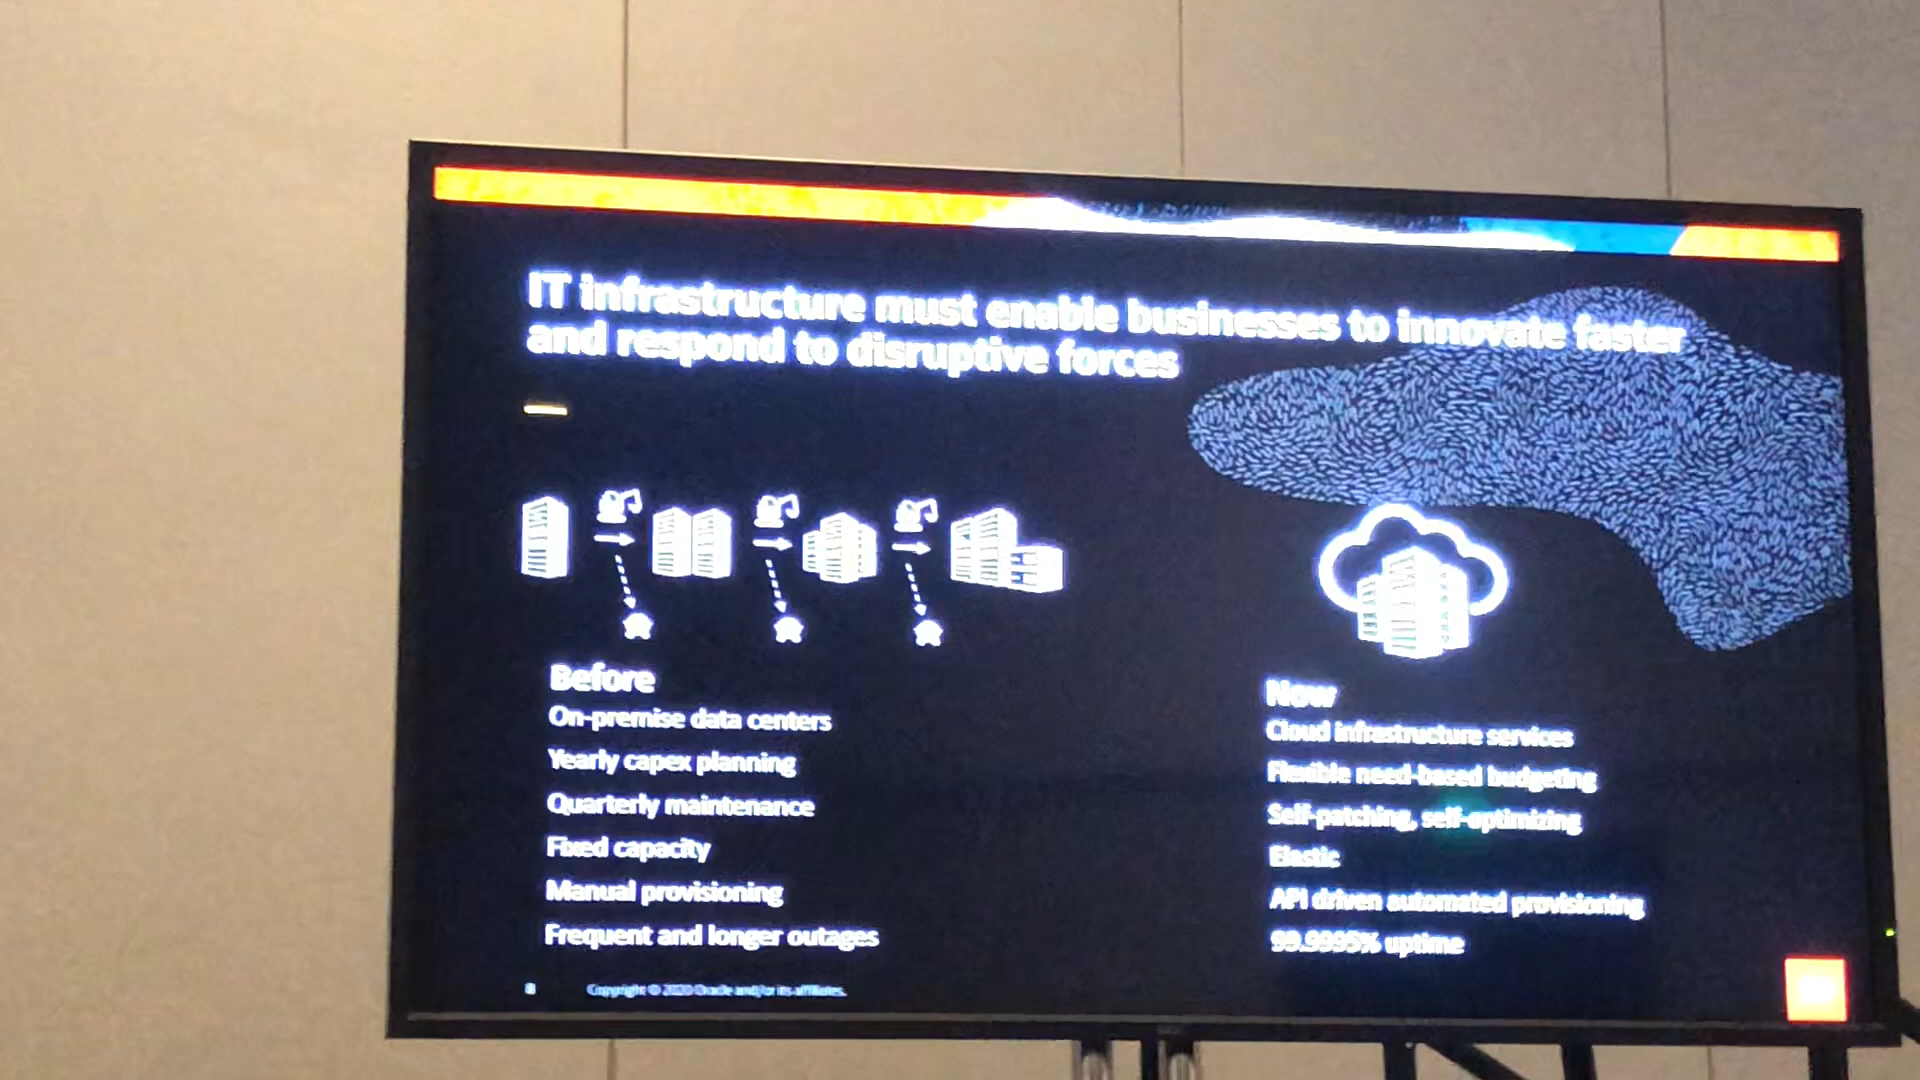 IT infrastructure must enable businesses to innovate faster
and respond to disruptive forces
Before
On-premise data centers
Yearly capex planning
Quarterly maintenance
Fixed capacity
Manual provisioning
Frequent and longer outages
Now
Cloud infrastructure services
Flexible need-based budgeting
Self-patching, self-optimizing
Elastic
API driven automated provisioning
99.9995% uptime
8
Copyright © 2020 Oracle and/or its affiliates.